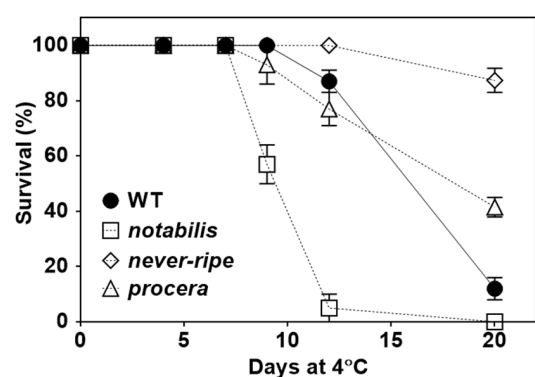 Survival (%)
100
80
60
40
20
0
WT
notabilis
never-ripe
procera
0 5 10 15 20
Days at 4°C